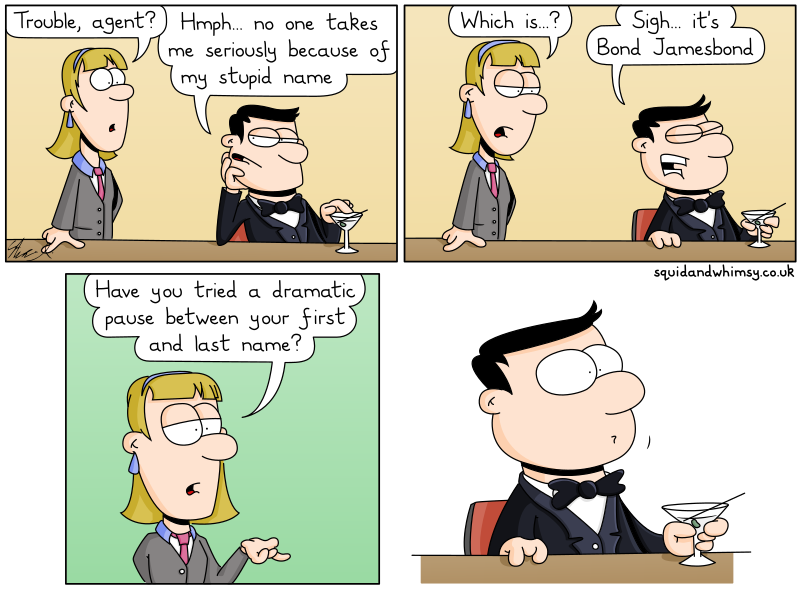 Trouble, agent?
Hmph... no one takes
me seriously because of
my stupid name
Which is...?
Sigh... it's
Bond Jamesbond
squidandwhimsy.co.uk
Have you tried a dramatic
pause between your first
and last name?